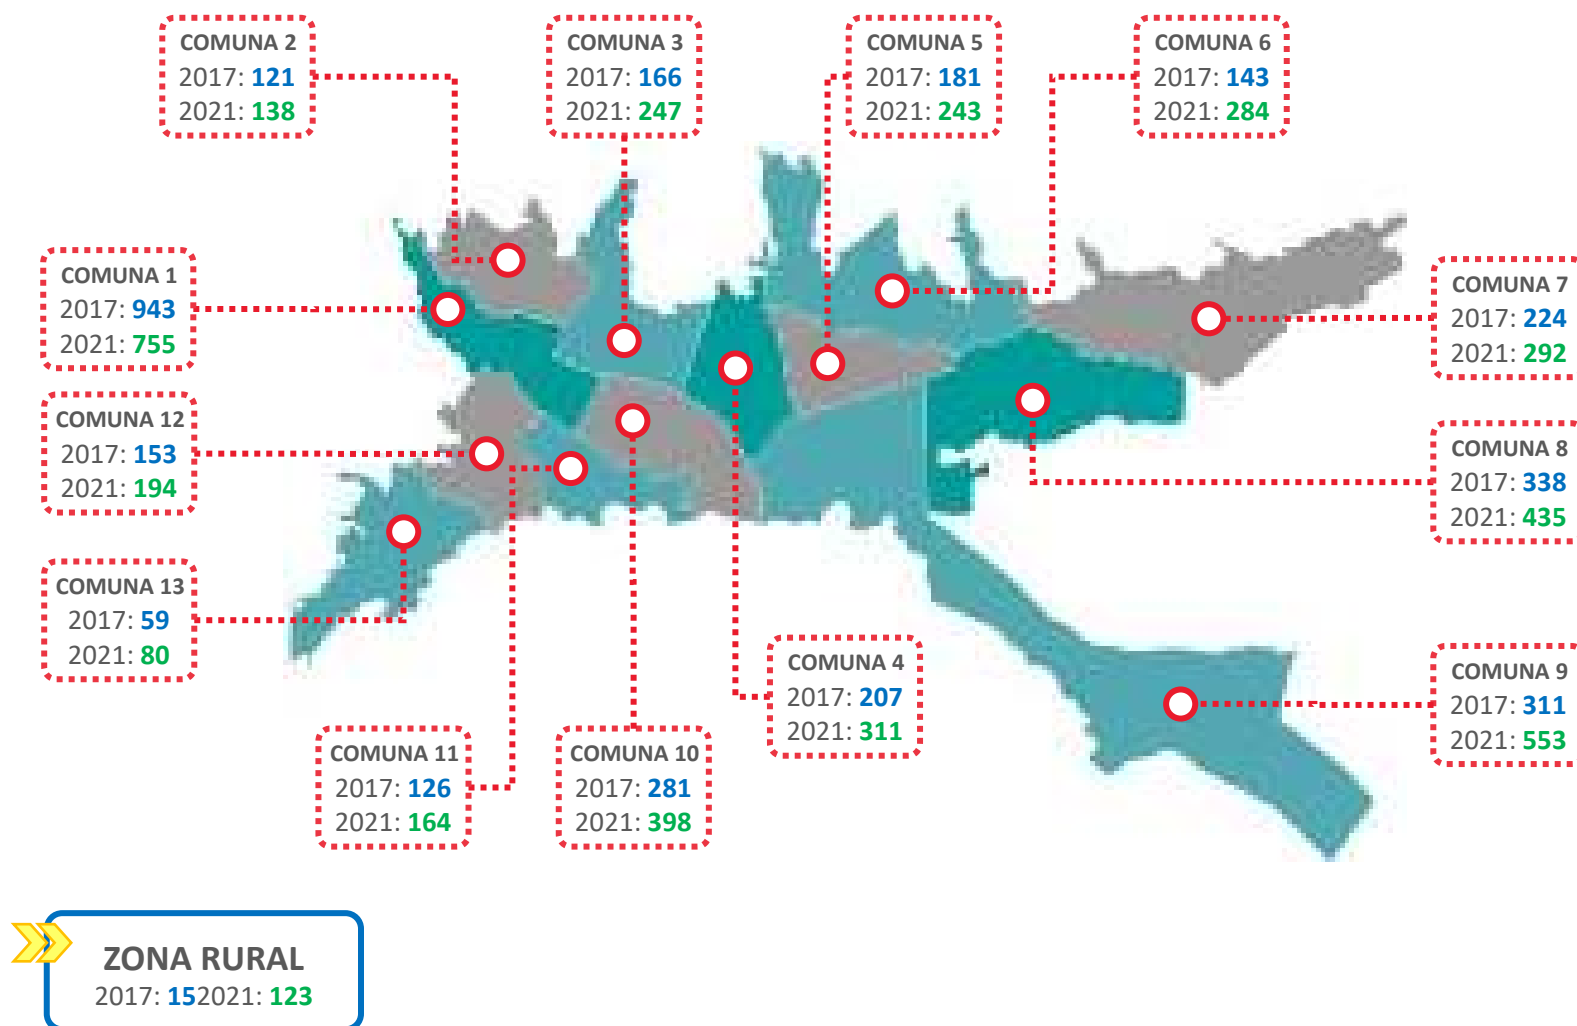 COMUNA 2
2017: 121
2021: 138
COMUNA 3
2017: 166
2021: 247
COMUNA 5
2017: 181
2021: 243
COMUNA 6
2017: 143
2021: 284
COMUNA 1
2017: 943
2021: 755
COMUNA 7
2017: 224
2021: 292
COMUNA 12
2017: 153
2021: 194
COMUNA 8
2017: 338
2021: 435
COMUNA 13
2017: 59
2021: 80
COMUNA 4
2017: 207
2021: 311
COMUNA 9
2017: 311
2021: 553
COMUNA 11
2017: 126
2021: 164
COMUNA 10
2017: 281
2021: 398
ZONA RURAL
2017: 152021: 123